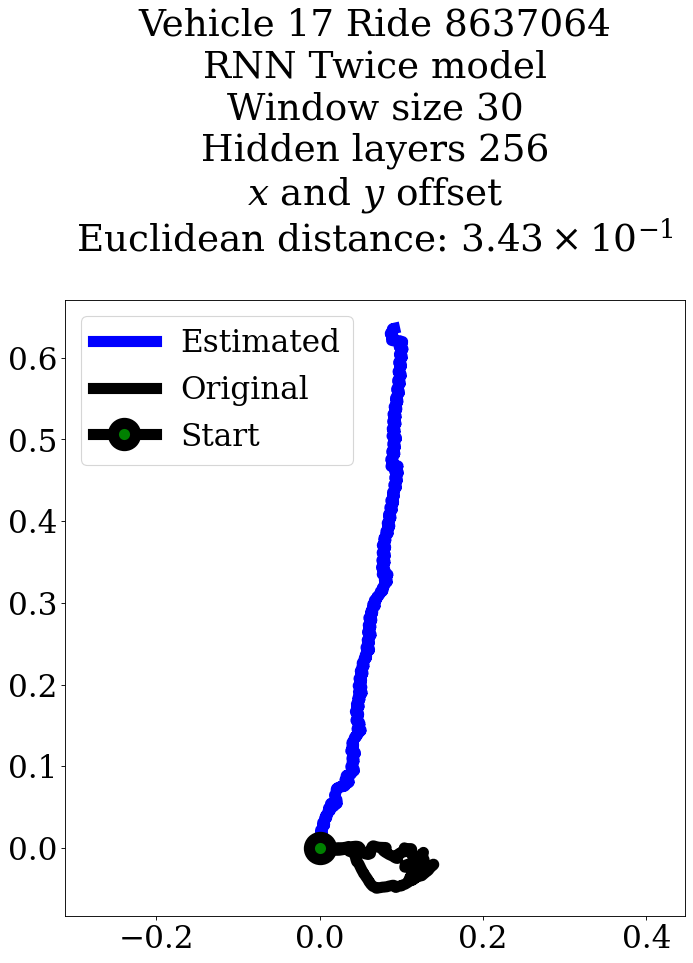 Vehicle 17 Ride 8637064
RNN Twice model
Window size 30
Hidden layers 256
x and y offset
Euclidean distance: 3.43 × 10⁻¹
Estimated
Original
Start
0.6
0.5
0.4
0.3
0.2
0.1
0.0
−0.2 0.0 0.2 0.4